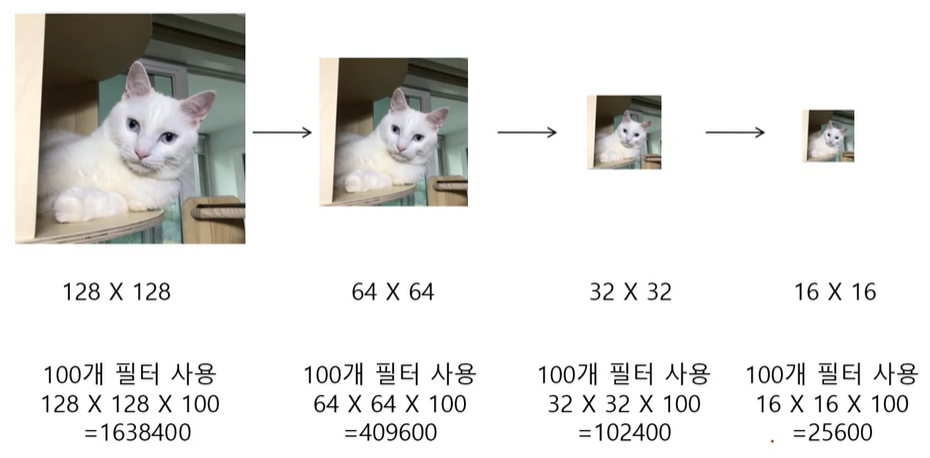 128 X 128
64 X 64
32 X 32
16 X 16
100개 필터 사용
128 X 128 X 100
=1638400
100개 필터 사용
64 X 64 X 100
=409600
100개 필터 사용
32 X 32 X 100
=102400
100개 필터 사용
16 X 16 X 100
=25600